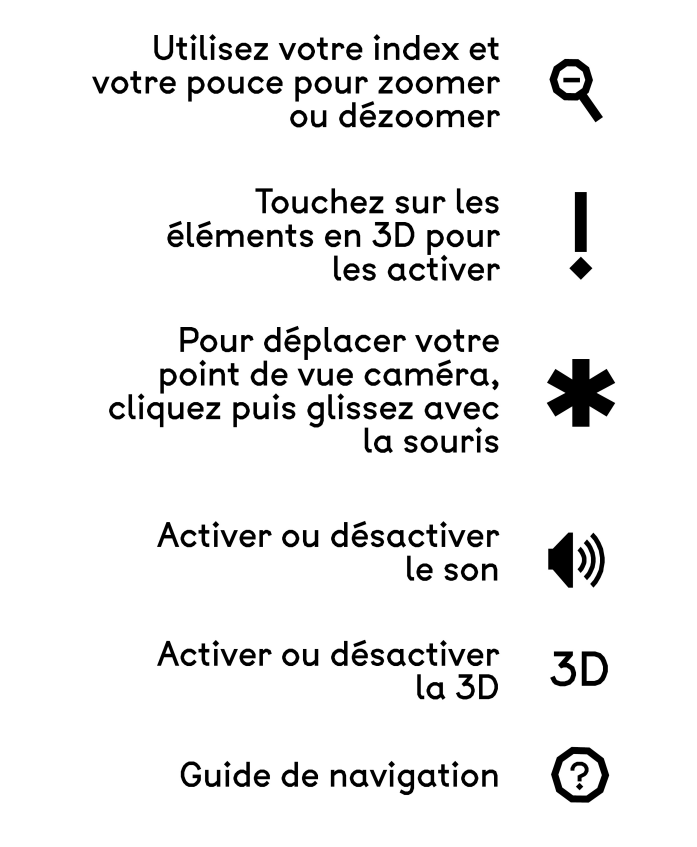 Utilisez votre index et
votre pouce pour zoomer
ou dézoomer
Touchez sur les
éléments en 3D pour
les activer
!
Pour déplacer votre
point de vue caméra,
cliquez puis glissez avec
la souris
*
Activer ou désactiver
le son
Activer ou désactiver
la 3D
3D
Guide de navigation
?